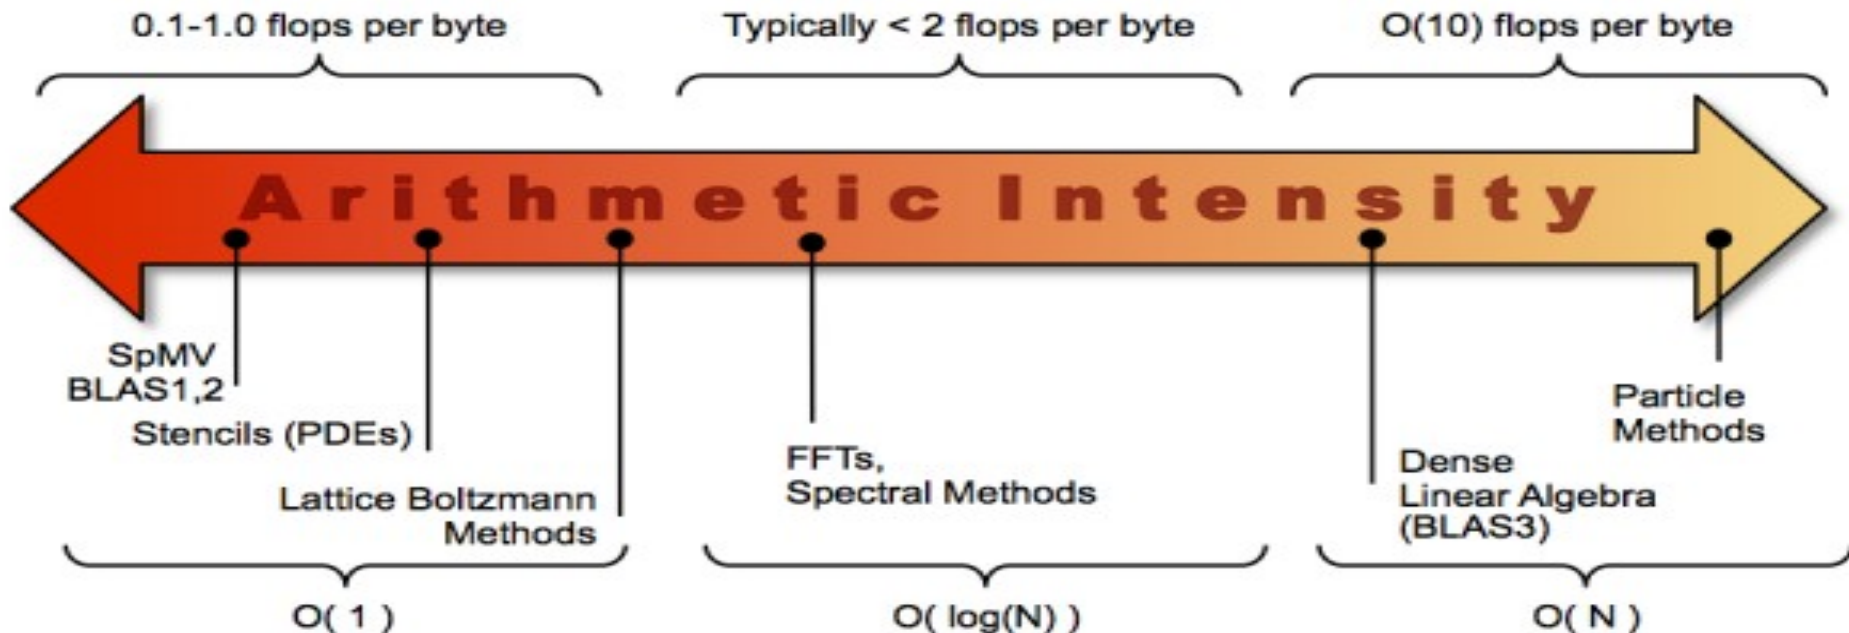 0.1-1.0 flops per byte
Typically < 2 flops per byte
O(10) flops per byte
Arithmetic Intensity
SpMV
BLAS1,2
Stencils (PDEs)
Lattice Boltzmann
Methods
FFTs,
Spectral Methods
Dense
Linear Algebra
(BLAS3)
Particle
Methods
O( 1 )
O( log(N) )
O( N )